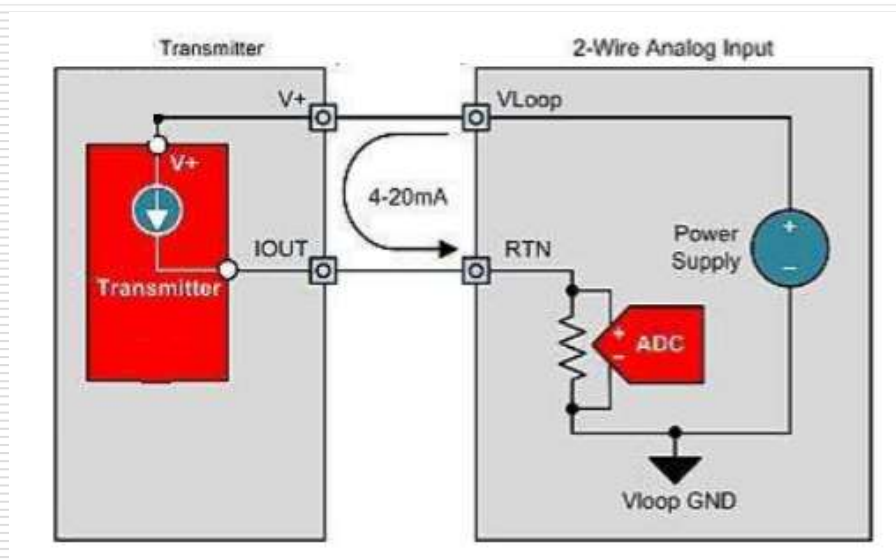 Transmitter
2-Wire Analog Input
V+
VLoop
V+
4-20mA
IOUT
RTN
Power
Supply
+
−
Transmitter
+
−
ADC
Vloop GND